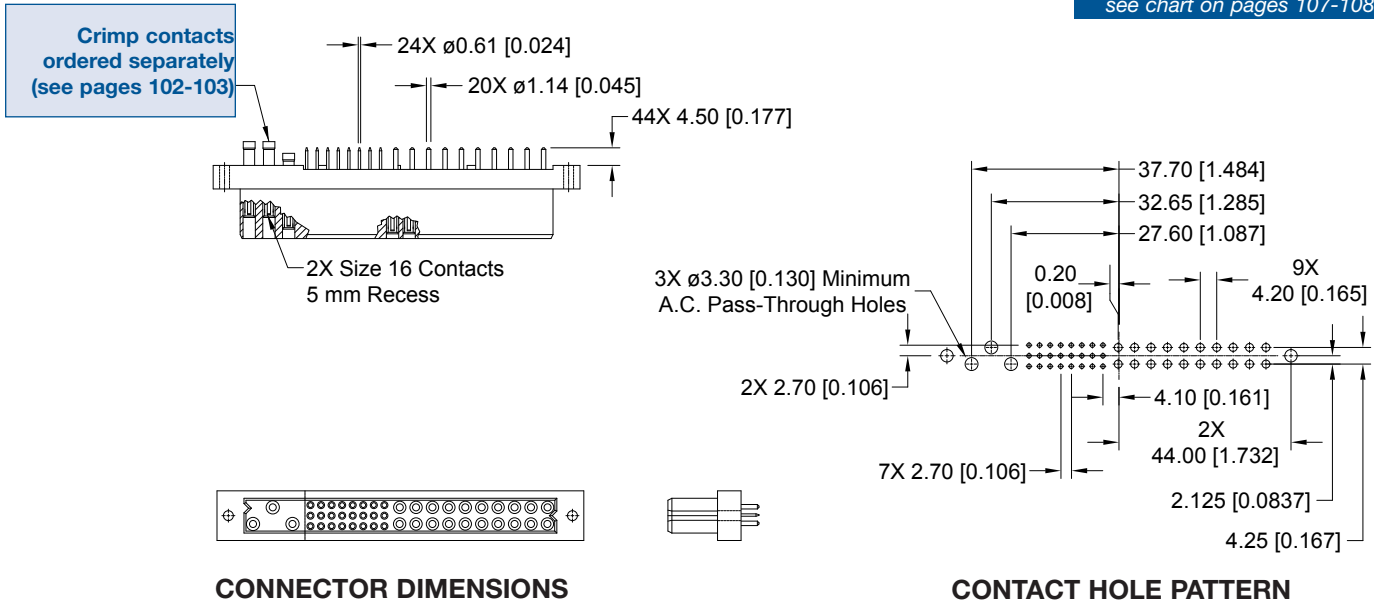 see chart on pages 107-108
Crimp contacts
ordered separately
(see pages 102-103)
24X ø0.61 [0.024]
20X ø1.14 [0.045]
44X 4.50 [0.177]
2X Size 16 Contacts
5 mm Recess
37.70 [1.484]
32.65 [1.285]
27.60 [1.087]
3X ø3.30 [0.130] Minimum
A.C. Pass-Through Holes
0.20
[0.008]
9X
4.20 [0.165]
2X 2.70 [0.106]
4.10 [0.161]
2X
44.00 [1.732]
7X 2.70 [0.106]
2.125 [0.0837]
4.25 [0.167]
CONNECTOR DIMENSIONS
CONTACT HOLE PATTERN